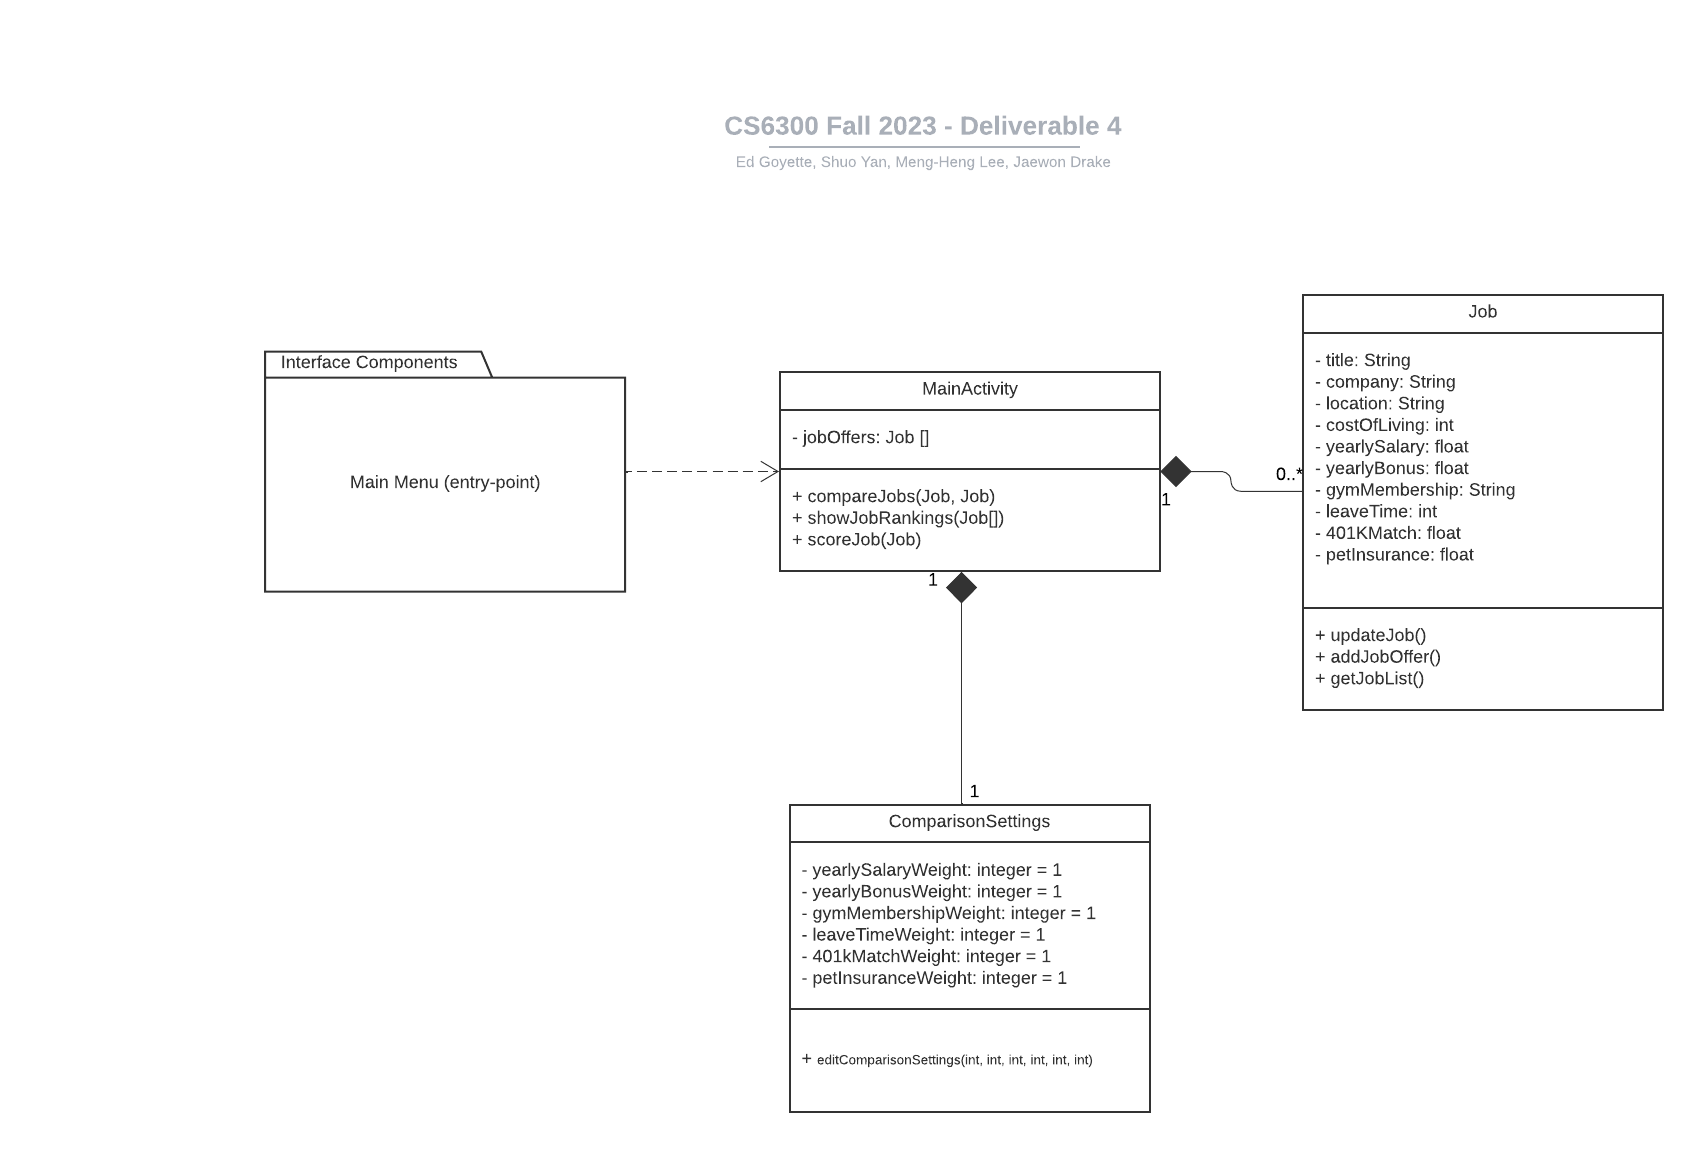 CS6300 Fall 2023 - Deliverable 4
Ed Goyette, Shuo Yan, Meng-Heng Lee, Jaewon Drake
Interface Components
Main Menu (entry-point)
MainActivity
- jobOffers: Job []
+ compareJobs(Job, Job)
+ showJobRankings(Job[])
+ scoreJob(Job)
1
0..*
1
1
Job
- title: String
- company: String
- location: String
- costOfLiving: int
- yearlySalary: float
- yearlyBonus: float
- gymMembership: String
- leaveTime: int
- 401KMatch: float
- petInsurance: float
+ updateJob()
+ addJobOffer()
+ getJobList()
ComparisonSettings
- yearlySalaryWeight: integer = 1
- yearlyBonusWeight: integer = 1
- gymMembershipWeight: integer = 1
- leaveTimeWeight: integer = 1
- 401kMatchWeight: integer = 1
- petInsuranceWeight: integer = 1
+ editComparisonSettings(int, int, int, int, int, int)